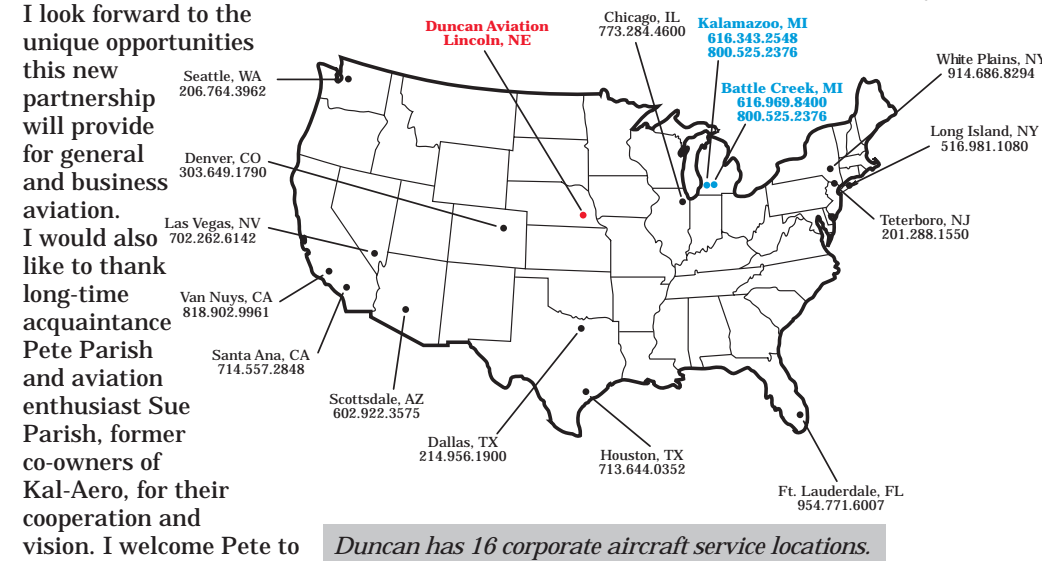 I look forward to the
unique opportunities
this new
partnership
will provide
for general
and business
aviation.
I would also
like to thank
long-time
acquaintance
Pete Parish
and aviation
enthusiast Sue
Parish, former
co-owners of
Kal-Aero, for their
cooperation and
vision. I welcome Pete to
Duncan Aviation
Lincoln, NE
Chicago, IL
773.284.4600
Kalamazoo, MI
616.343.2548
800.525.2376
Battle Creek, MI
616.969.8400
800.525.2376
White Plains, NY
914.686.8294
Long Island, NY
516.981.1080
Teterboro, NJ
201.288.1550
Seattle, WA
206.764.3962
Denver, CO
303.649.1790
Las Vegas, NV
702.262.6142
Van Nuys, CA
818.902.9961
Santa Ana, CA
714.557.2848
Scottsdale, AZ
602.922.3575
Dallas, TX
214.956.1900
Houston, TX
713.644.0352
Ft. Lauderdale, FL
954.771.6007
Duncan has 16 corporate aircraft service locations.